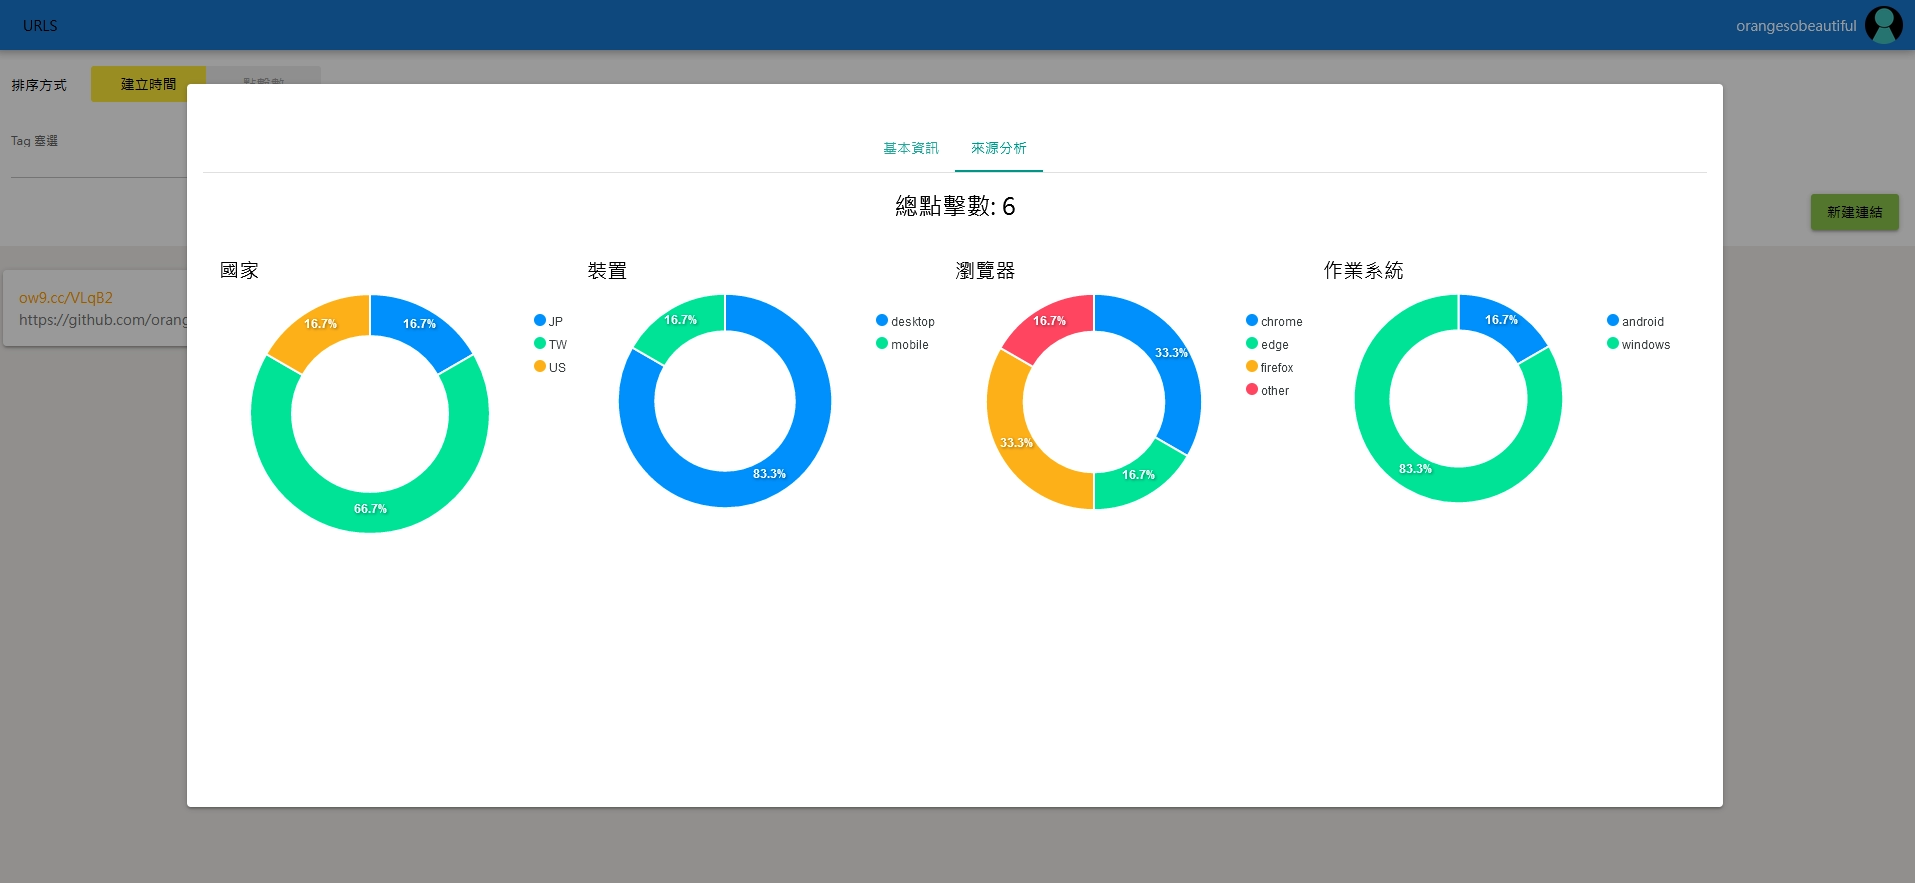 URLS
orangesobeautiful
排序方式
建立時間
點擊數
Tag 塞選
基本資訊
來源分析
總點擊數: 6
新建連結
ow9.cc/VLqB2
https://github.com/orang
國家
16.7%
16.7%
66.7%
JP
TW
US
裝置
16.7%
83.3%
desktop
mobile
瀏覽器
16.7%
33.3%
33.3%
16.7%
chrome
edge
firefox
other
作業系統
16.7%
83.3%
android
windows